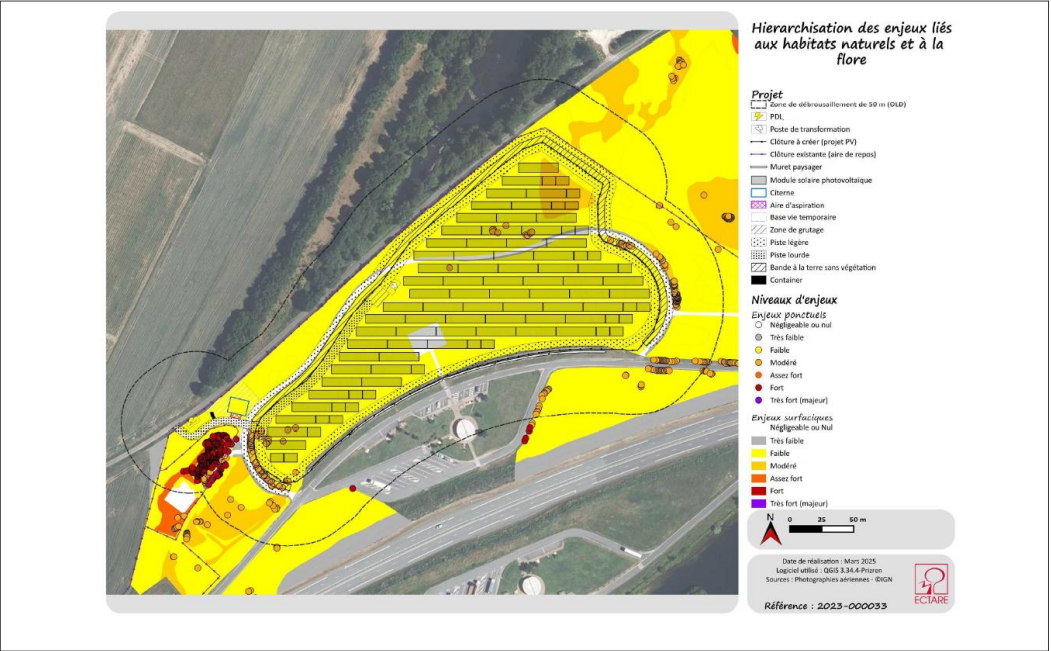 Hierarchisation des enjeux liés
aux habitats naturels et à la
flore
Projet
Zone de débroussaillement de 50 m (OLD)
PDL
Poste de transformation
Clôture à créer (projet PV)
Clôture existante (aire de repos)
Muret paysager
Module solaire photovoltaïque
Citerne
Aire d'aspiration
Base vie temporaire
Zone de grutage
Piste légère
Piste lourde
Bande à la terre sans végétation
Container
Niveaux d'enjeu
Enjeux ponctuels
Négligeable ou nul
Très faible
Faible
Modéré
Assez fort
Fort
Très fort (majeur)
Enjeux surfaciques
Négligeable ou Nul
Très faible
Faible
Modéré
Assez fort
Fort
Très fort (majeur)
N
0 25 50 m
Date de réalisation : Mars 2025
Logiciel utilisé : QGIS 3.34.4-Prizren
Sources : Photographies aériennes - ©IGN
Référence : 2023-000033
ECTARE